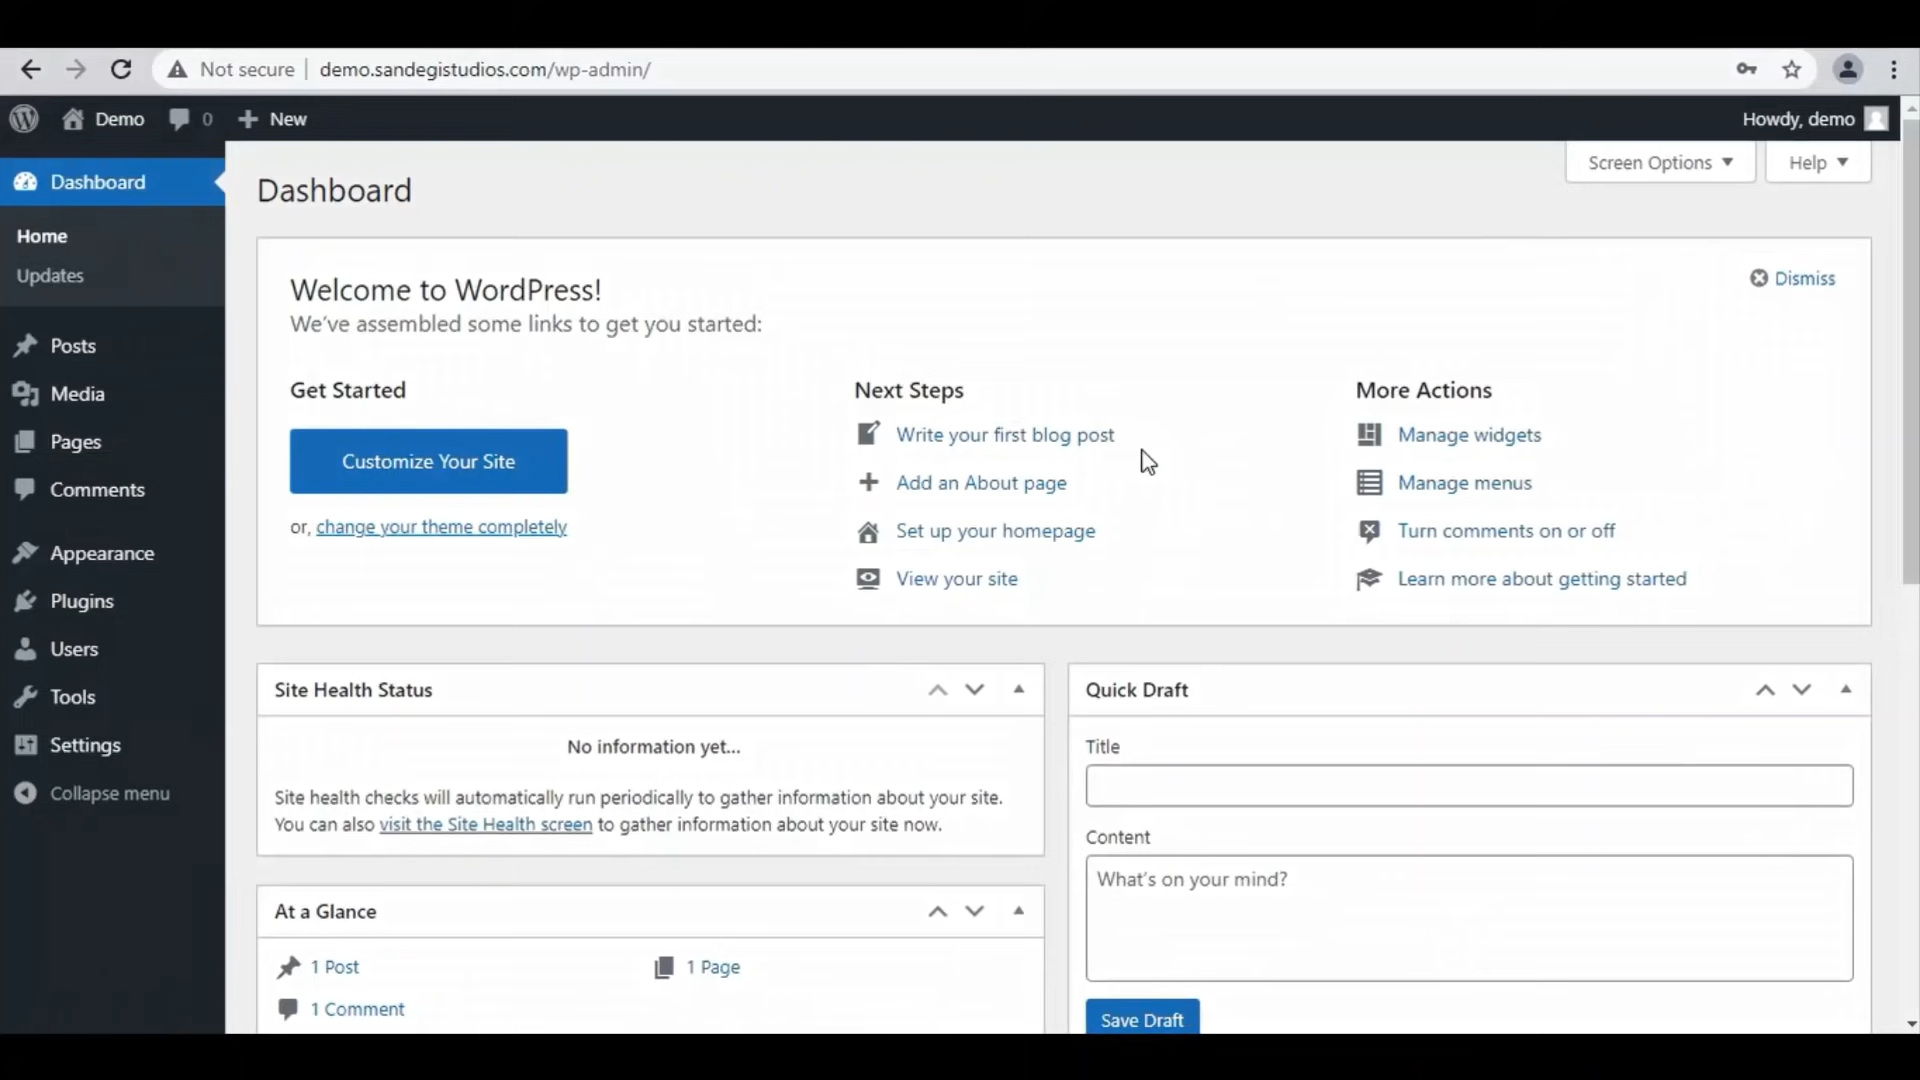 Not secure demo.sandegistudios.com/wp-admin/
Demo 0 New Howdy, demo
Screen Options Help
Dashboard
Home
Updates
Posts
Media
Pages
Comments
Appearance
Plugins
Users
Tools
Settings
Collapse menu
Dashboard
Welcome to WordPress!
Dismiss
We've assembled some links to get you started:
Get Started
Customize Your Site
or, change your theme completely
Next Steps
Write your first blog post
Add an About page
Set up your homepage
View your site
More Actions
Manage widgets
Manage menus
Turn comments on or off
Learn more about getting started
Site Health Status
No information yet...
Site health checks will automatically run periodically to gather information about your site.
You can also visit the Site Health screen to gather information about your site now.
At a Glance
1 Post
1 Page
1 Comment
Quick Draft
Title
Content
What's on your mind?
Save Draft